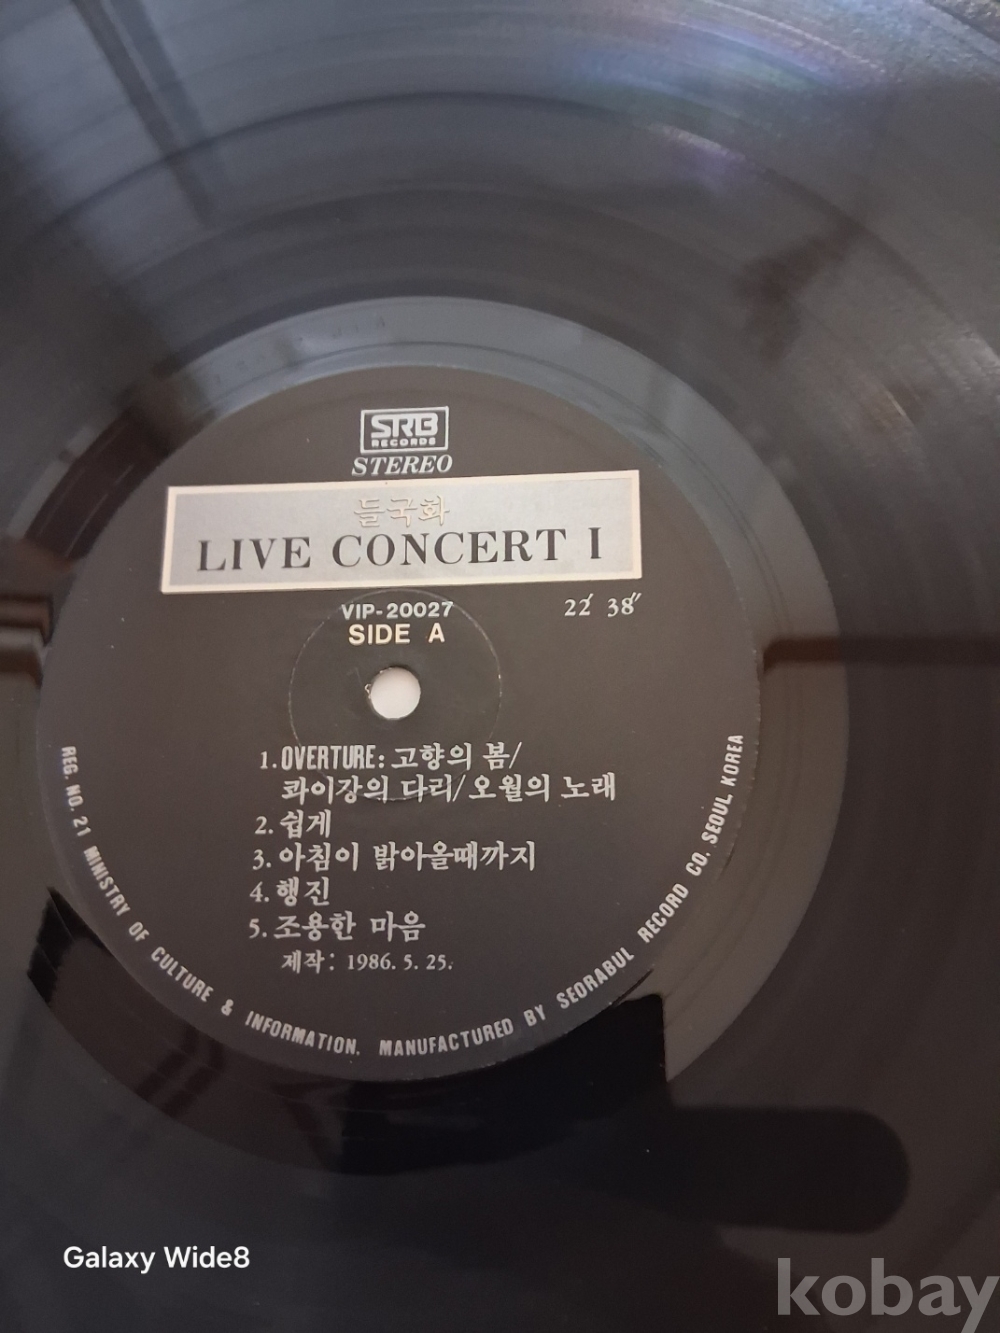 SRB
RECORDS
STEREO
들국화
LIVE CONCERT I
VIP-20027
22′ 38″
SIDE A
1. OVERTURE: 고향의 봄/
콰이강의 다리/오월의 노래
2. 쉽게
3. 아침이 밝아올때까지
4. 행진
5. 조용한 마음
제작: 1986. 5. 25.
REG. NO. 21 MINISTRY OF CULTURE & INFORMATION. MANUFACTURED BY SEORABUL RECORD CO. SEOUL KOREA
Galaxy Wide8
kobay